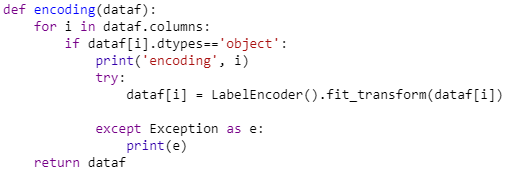 def encoding(dataf):
    for i in dataf.columns:
        if dataf[i].dtypes=='object':
            print('encoding', i)
            try:
                dataf[i] = LabelEncoder().fit_transform(dataf[i])

            except Exception as e:
                print(e)
    return dataf